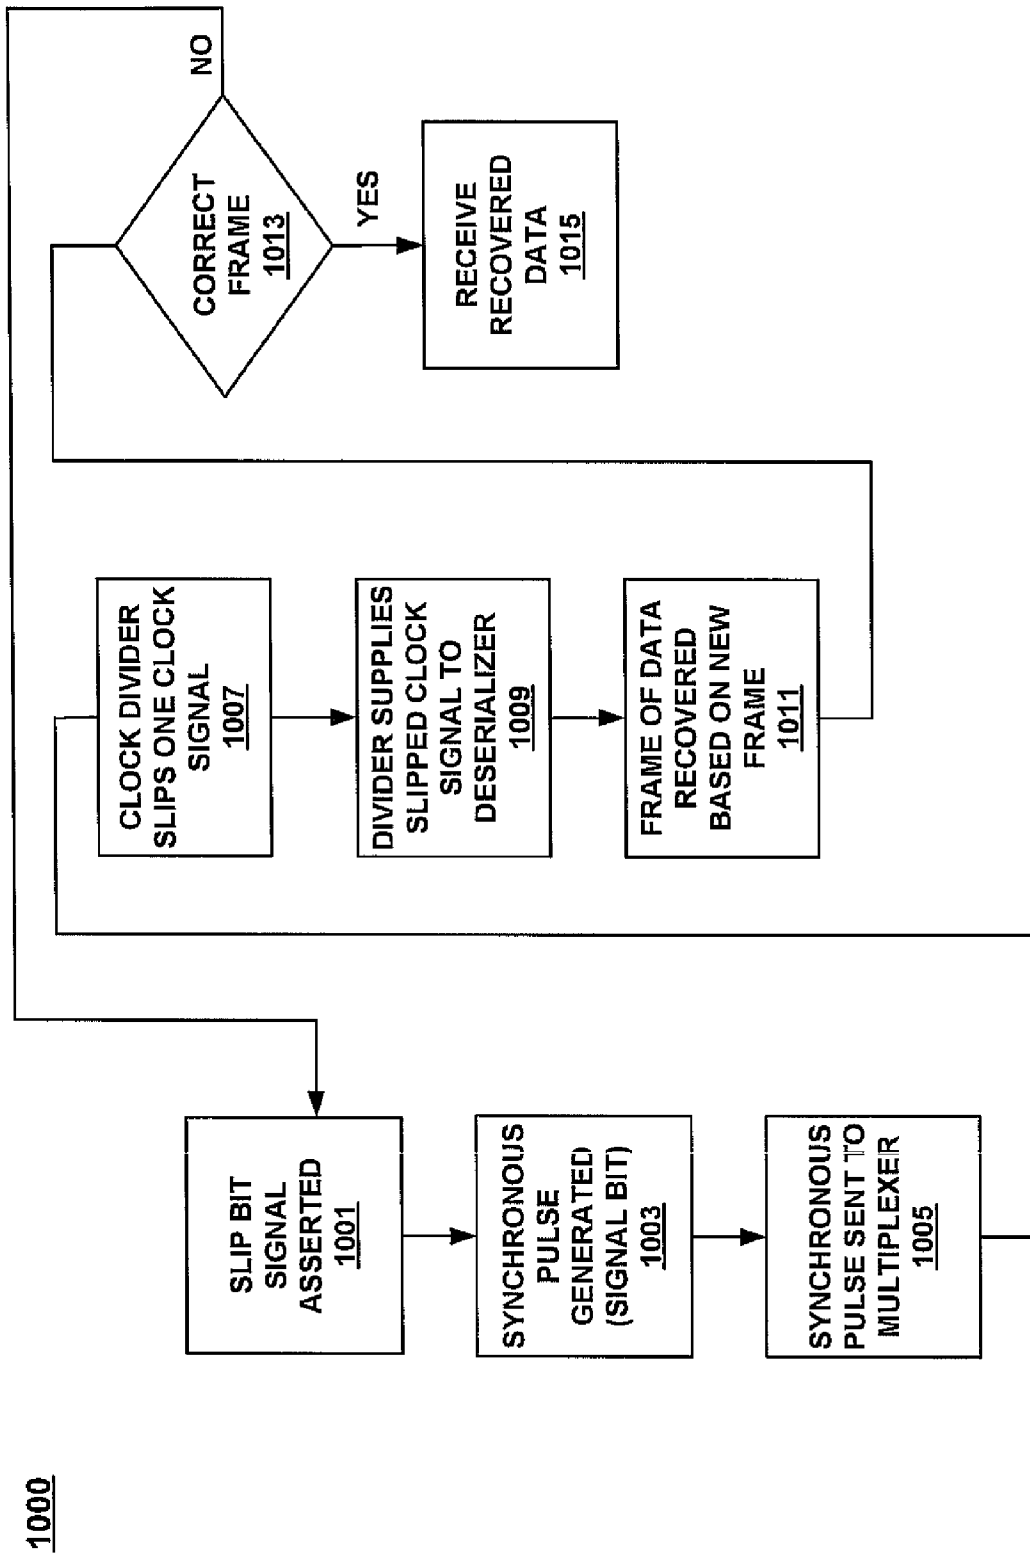 1000
SLIP BIT
SIGNAL
ASSERTED
1001
SYNCHRONOUS
PULSE
GENERATED
(SIGNAL BIT)
1003
SYNCHRONOUS
PULSE SENT TO
MULTIPLEXER
1005
CLOCK DIVIDER
SLIPS ONE CLOCK
SIGNAL
1007
DIVIDER SUPPLIES
SLIPPED CLOCK
SIGNAL TO
DESERIALIZER
1009
FRAME OF DATA
RECOVERED
BASED ON NEW
FRAME
1011
CORRECT
FRAME
1013
NO
YES
RECEIVE
RECOVERED
DATA
1015